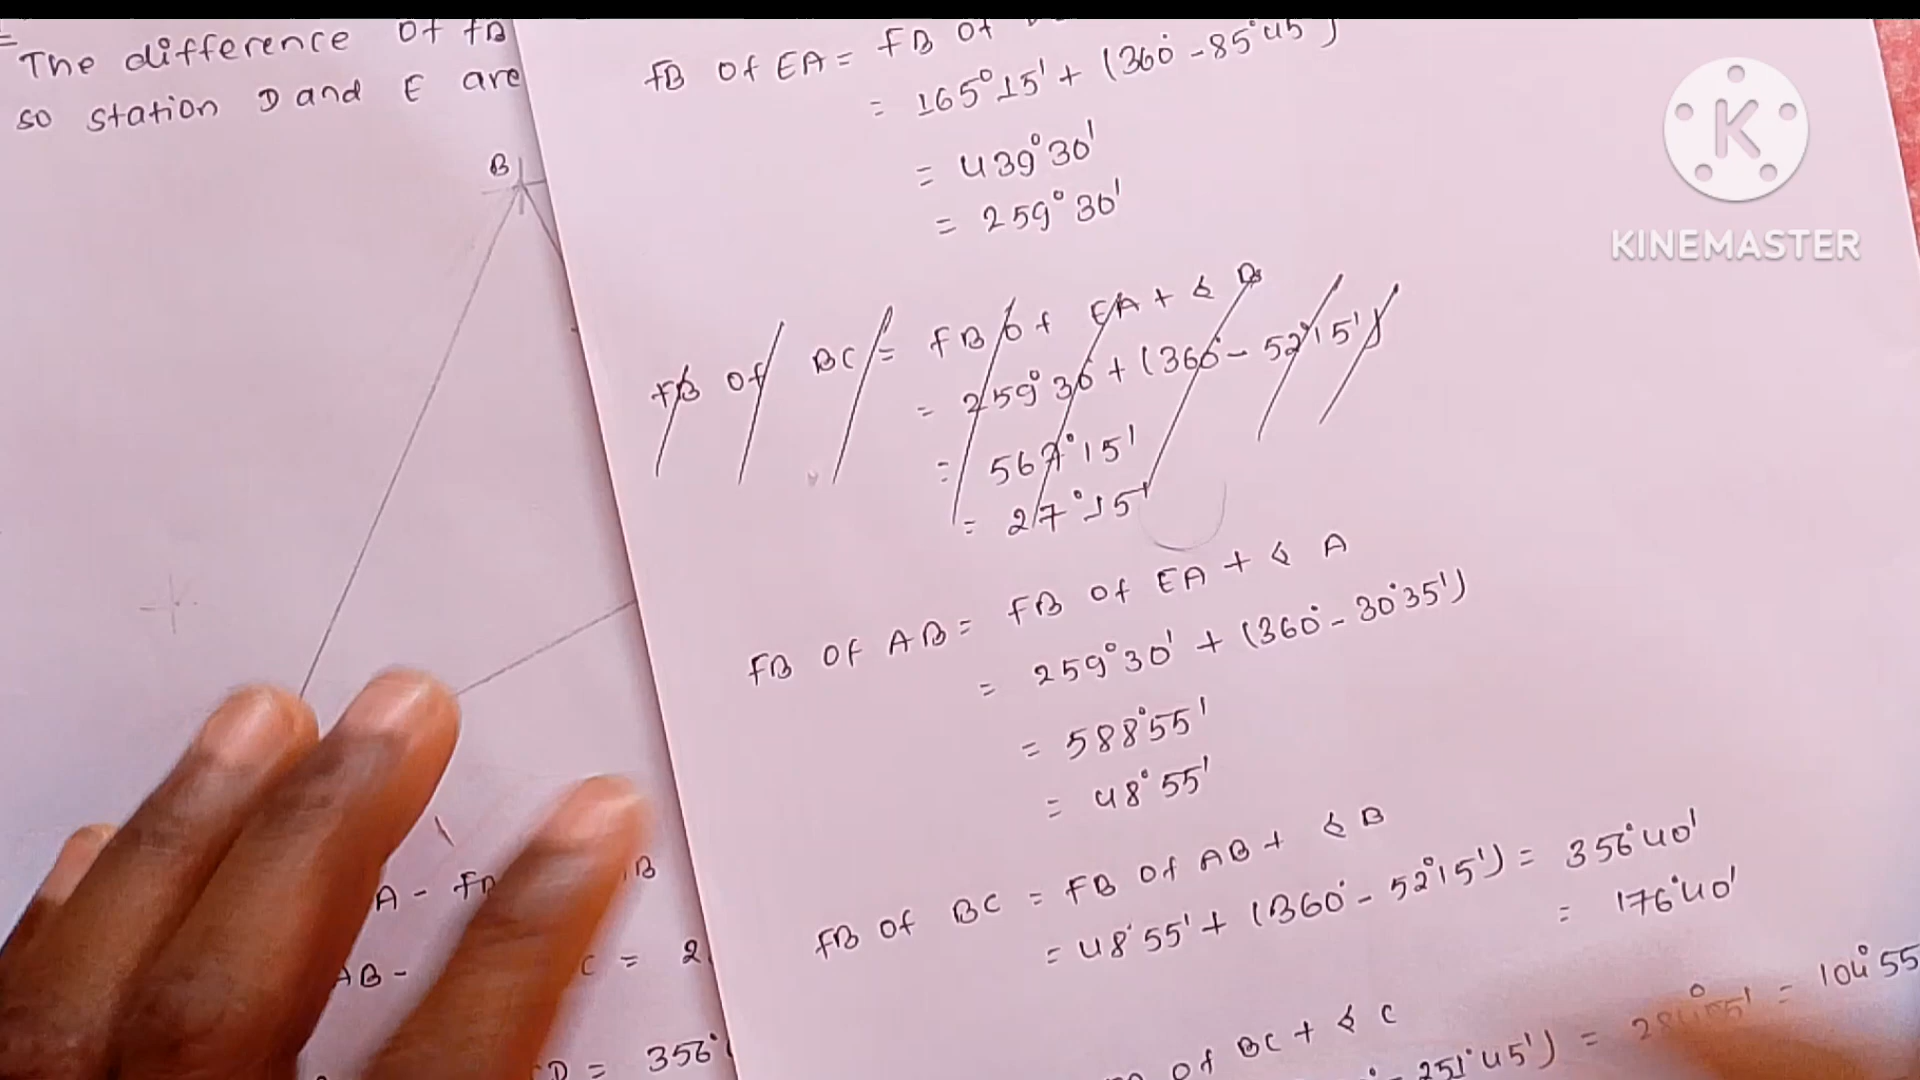 The difference of fB
so station D and E are
B
A - FB
B
AB -
C = 2
D = 356°
FB of EA = FB of
= 165°15' + (360° - 85°45')
= 439°30'
= 259°30'
FB of BC = FB of EA + ∡ B
= 259°30 + (360° - 52°15')
= 567°15'
= 27°15'
FB of AB = FB of EA + ∡ A
= 259°30' + (360° - 30°35')
= 588°55'
= 48°55'
FB of BC = FB of AB + ∡ B
= 48°55' + (360° - 52°15') = 356°40'
= 176°40'
of BC + ∡ C
- 251°45') = 284°55' = 104°55
K
KINEMASTER